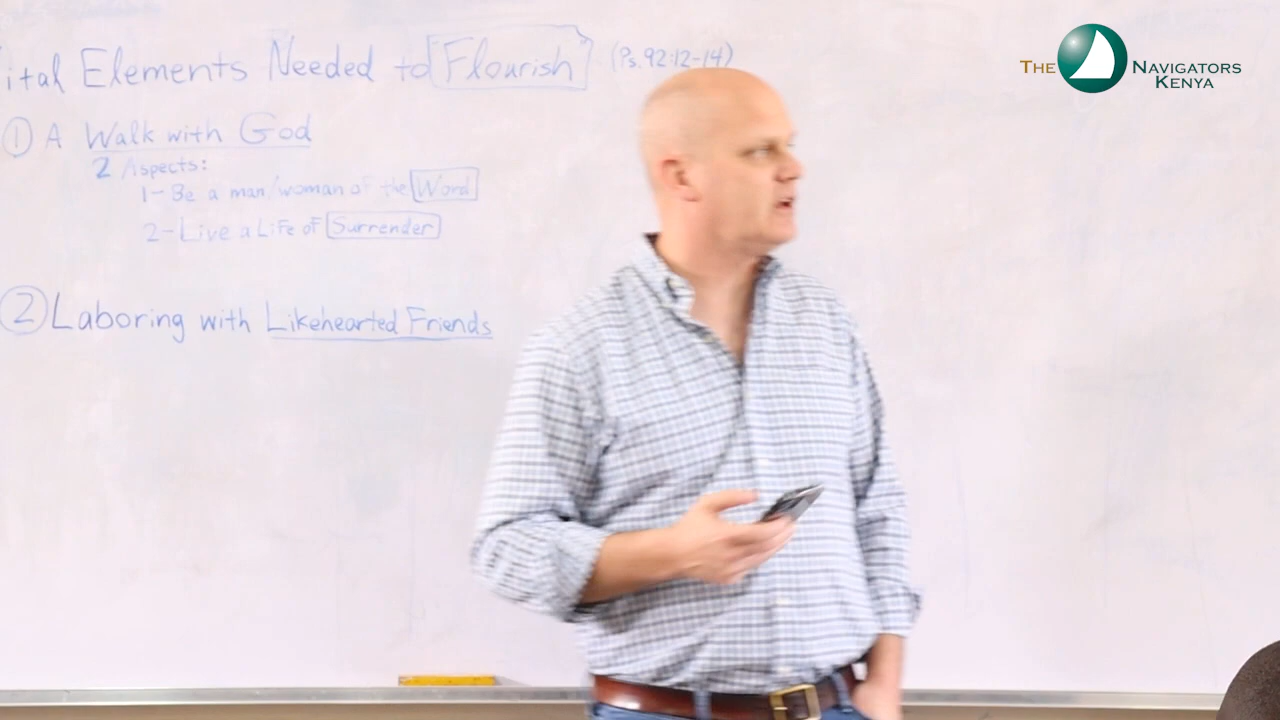 ital Elements Needed to Flourish (Ps. 92:12-14)
① A Walk with God
2 Aspects:
1- Be a man/woman of the Word
2- Live a Life of Surrender
② Laboring with Likehearted Friends
THE NAVIGATORS
KENYA